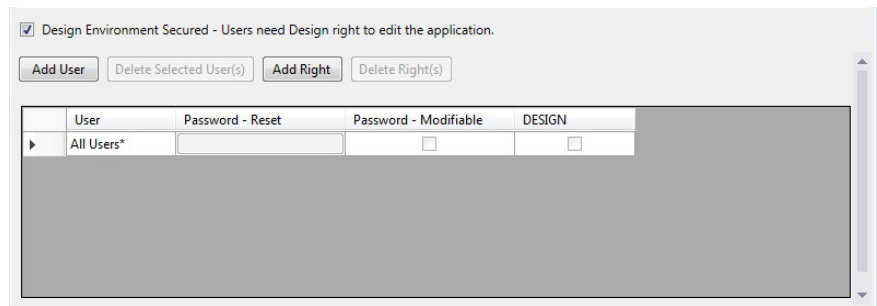 Design Environment Secured - Users need Design right to edit the application.
Add User Delete Selected User(s) Add Right Delete Right(s)
User Password - Reset Password - Modifiable DESIGN
All Users*